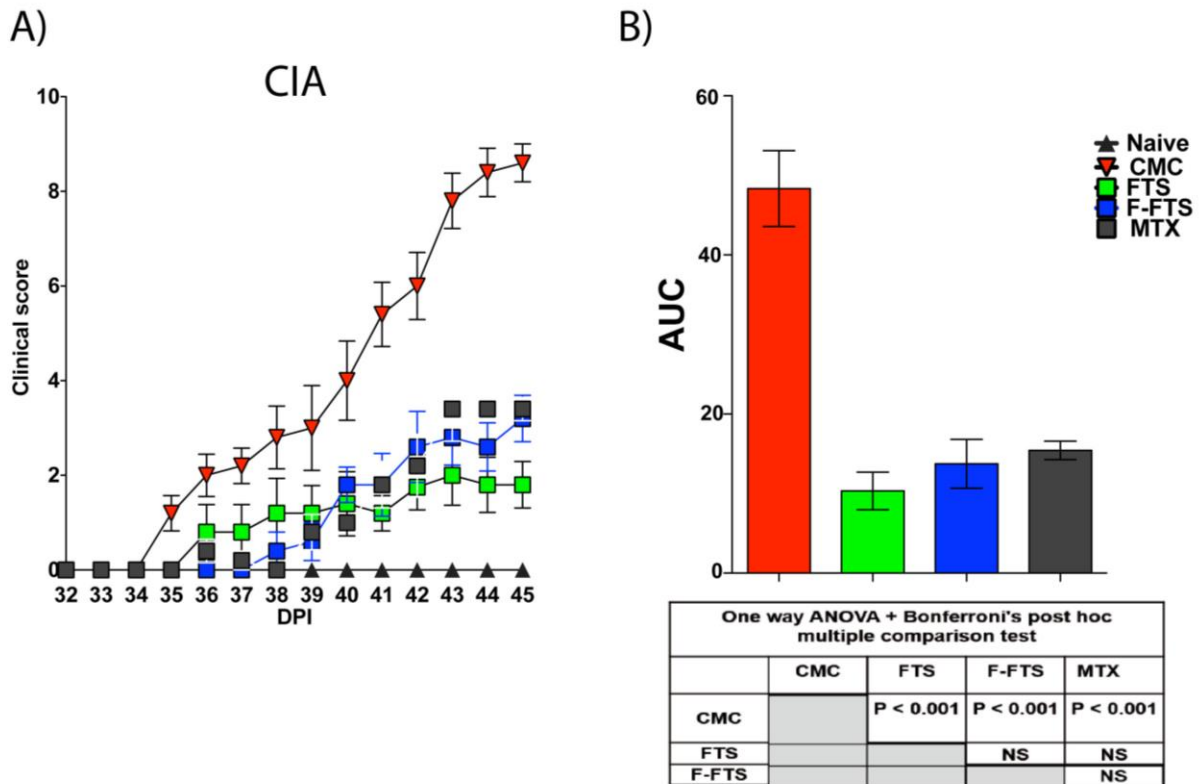 A)
CIA
10
8
6
4
2
0
Clinical score
32 33 34 35 36 37 38 39 40 41 42 43 44 45
DPI
B)
60
40
20
0
AUC
Naive
CMC
FTS
F-FTS
MTX
One way ANOVA + Bonferroni's post hoc
multiple comparison test
CMC FTS F-FTS MTX
CMC P < 0.001 P < 0.001 P < 0.001
FTS NS NS
F-FTS NS